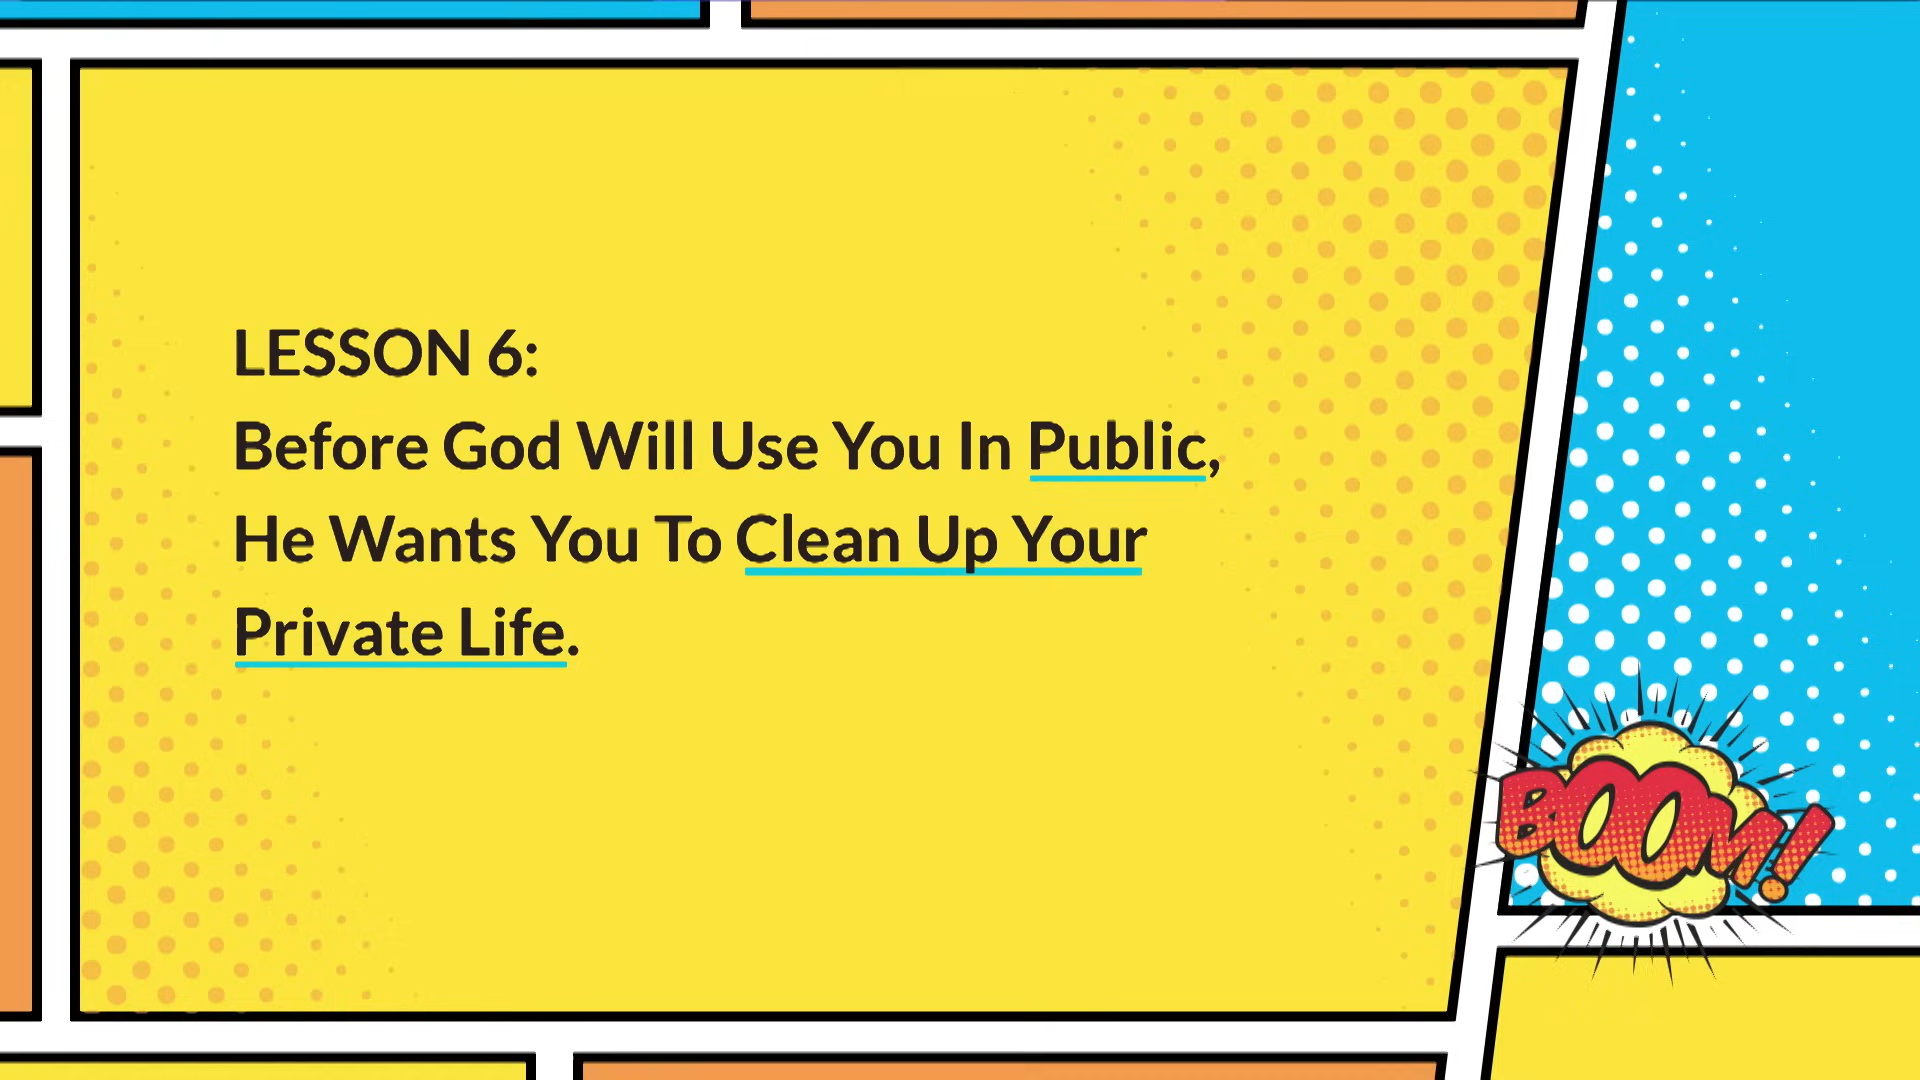 LESSON 6:
Before God Will Use You In Public,
He Wants You To Clean Up Your
Private Life.
BOOM!